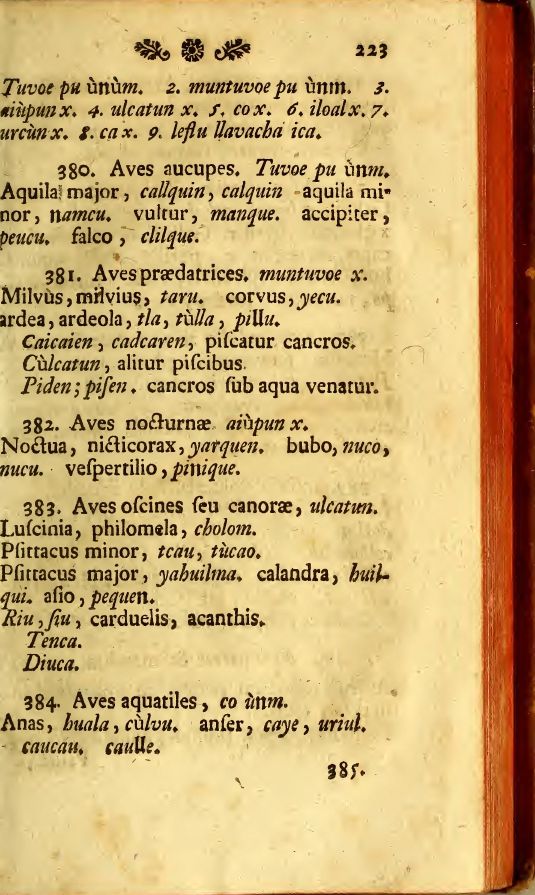 223
Tuvoe pu ùnùm. 2. muntuvoe pu ùnm. 3.
aiùpun x. 4. ulcatun x. 5. co x. 6. iloal x. 7.
urcùn x. 8. ca x. 9. leſlu llavacha ica.
380. Aves aucupes. Tuvoe pu ùnm.
Aquila major, callquin, calquin aquila mi-
nor, namcu. vultur, manque. accipiter,
peucu. falco, clilque.
381. Aves prædatrices. muntuvoe x.
Milvùs, milvius, taru. corvus, yecu.
ardea, ardeola, tla, tùlla, pillu.
Caicaien, cadcaren, piſcatur cancros.
Cùlcatun, alitur piſcibus.
Piden; piſen. cancros ſub aqua venatur.
382. Aves nocturnæ aiùpun x.
Noctua, nicticorax, yarquen. bubo, nuco,
nucu. veſpertilio, pinique.
383. Aves oſcines ſeu canoræ, ulcatun.
Luſcinia, philomela, cholom.
Pſittacus minor, tcau, tùcao.
Pſittacus major, yahuilma. calandra, huil-
qui. aſio, pequen.
Riu, ſiu, carduelis, acanthis.
Tenca.
Diuca.
384. Aves aquatiles, co ùnm.
Anas, huala, cùlvu. anſer, caye, uriul.
caucau. caulle.
385.